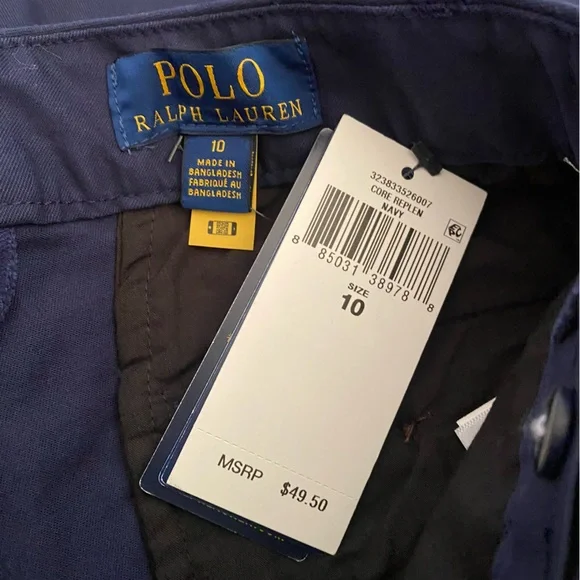 POLO
RALPH LAUREN
10
MADE IN
BANGLADESH
FABRIQUÉ AU
BANGLADESH
323833526007
CORE REPLEN
NAVY
8 85031 38978 8
SIZE
10
MSRP $49.50